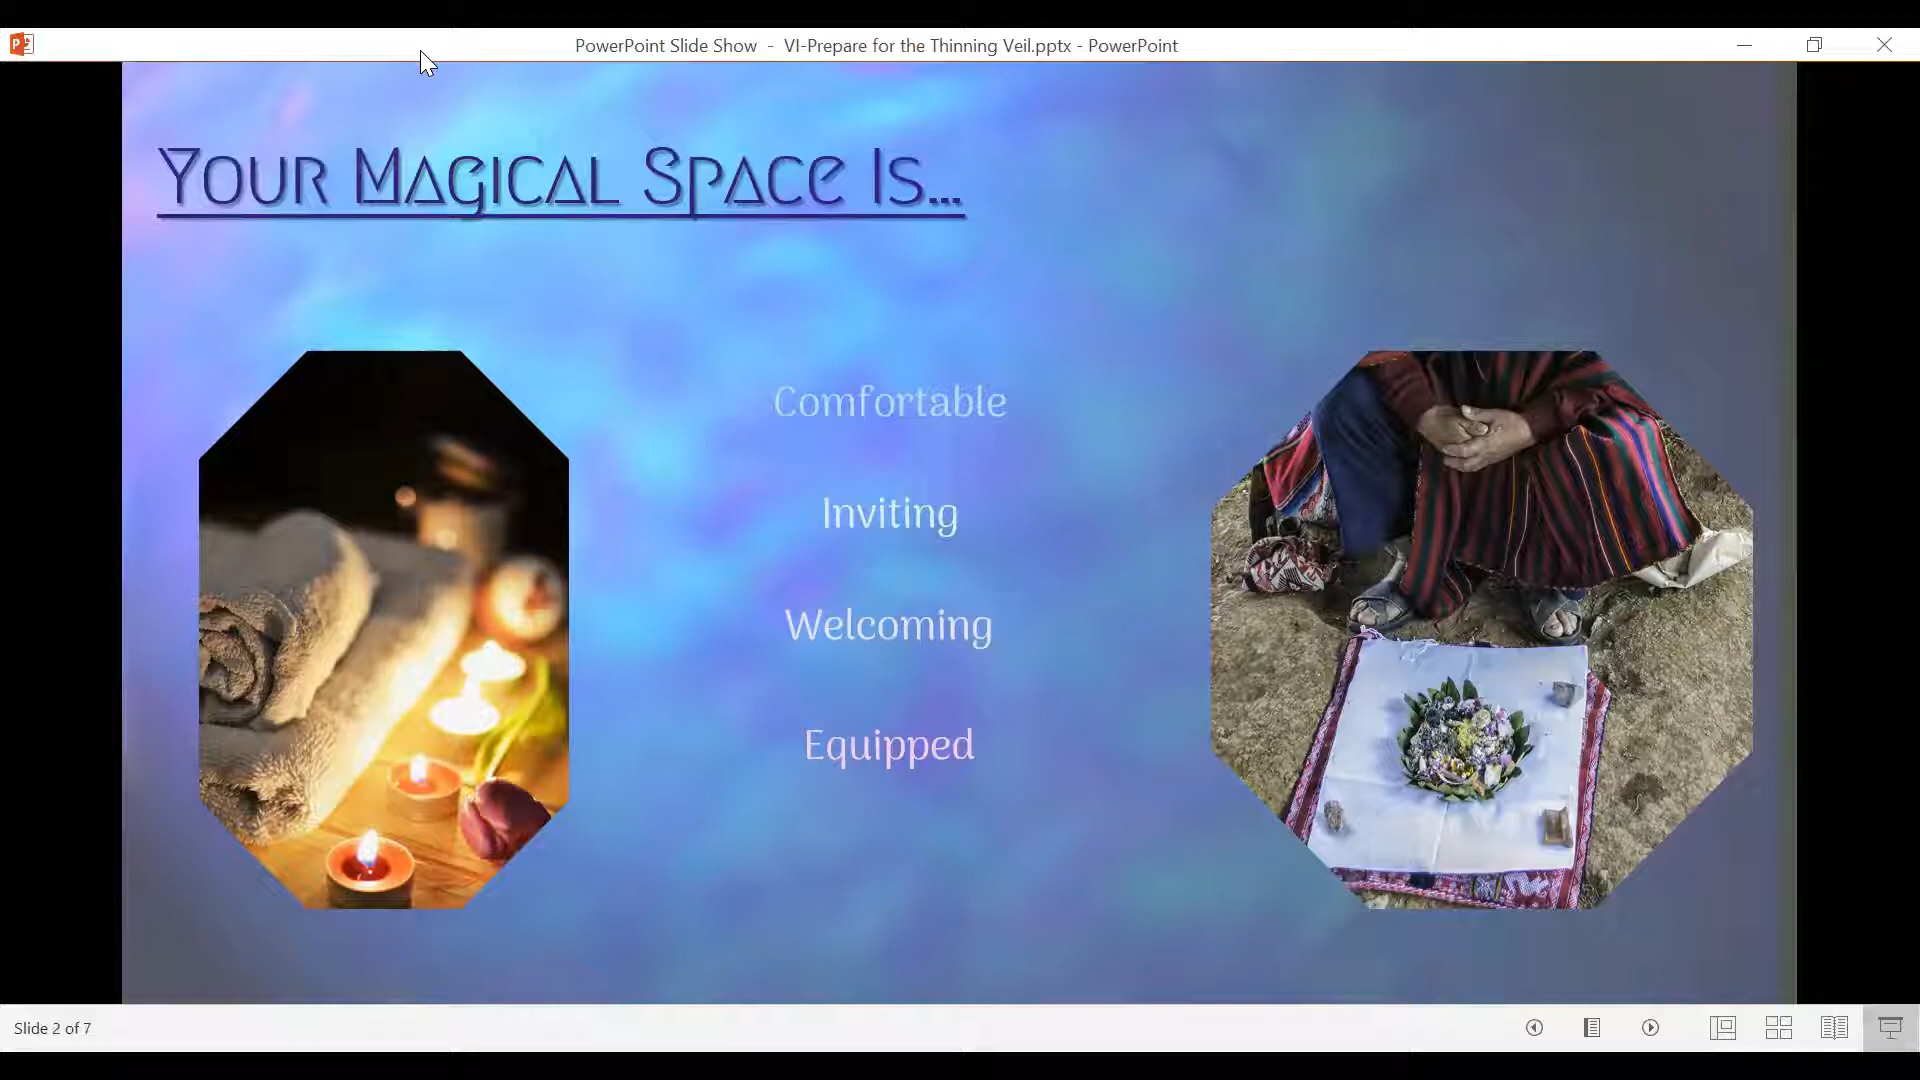 PowerPoint Slide Show - VI-Prepare for the Thinning Veil.pptx - PowerPoint
Your Magical Space Is...
Comfortable
Inviting
Welcoming
Equipped
Slide 2 of 7